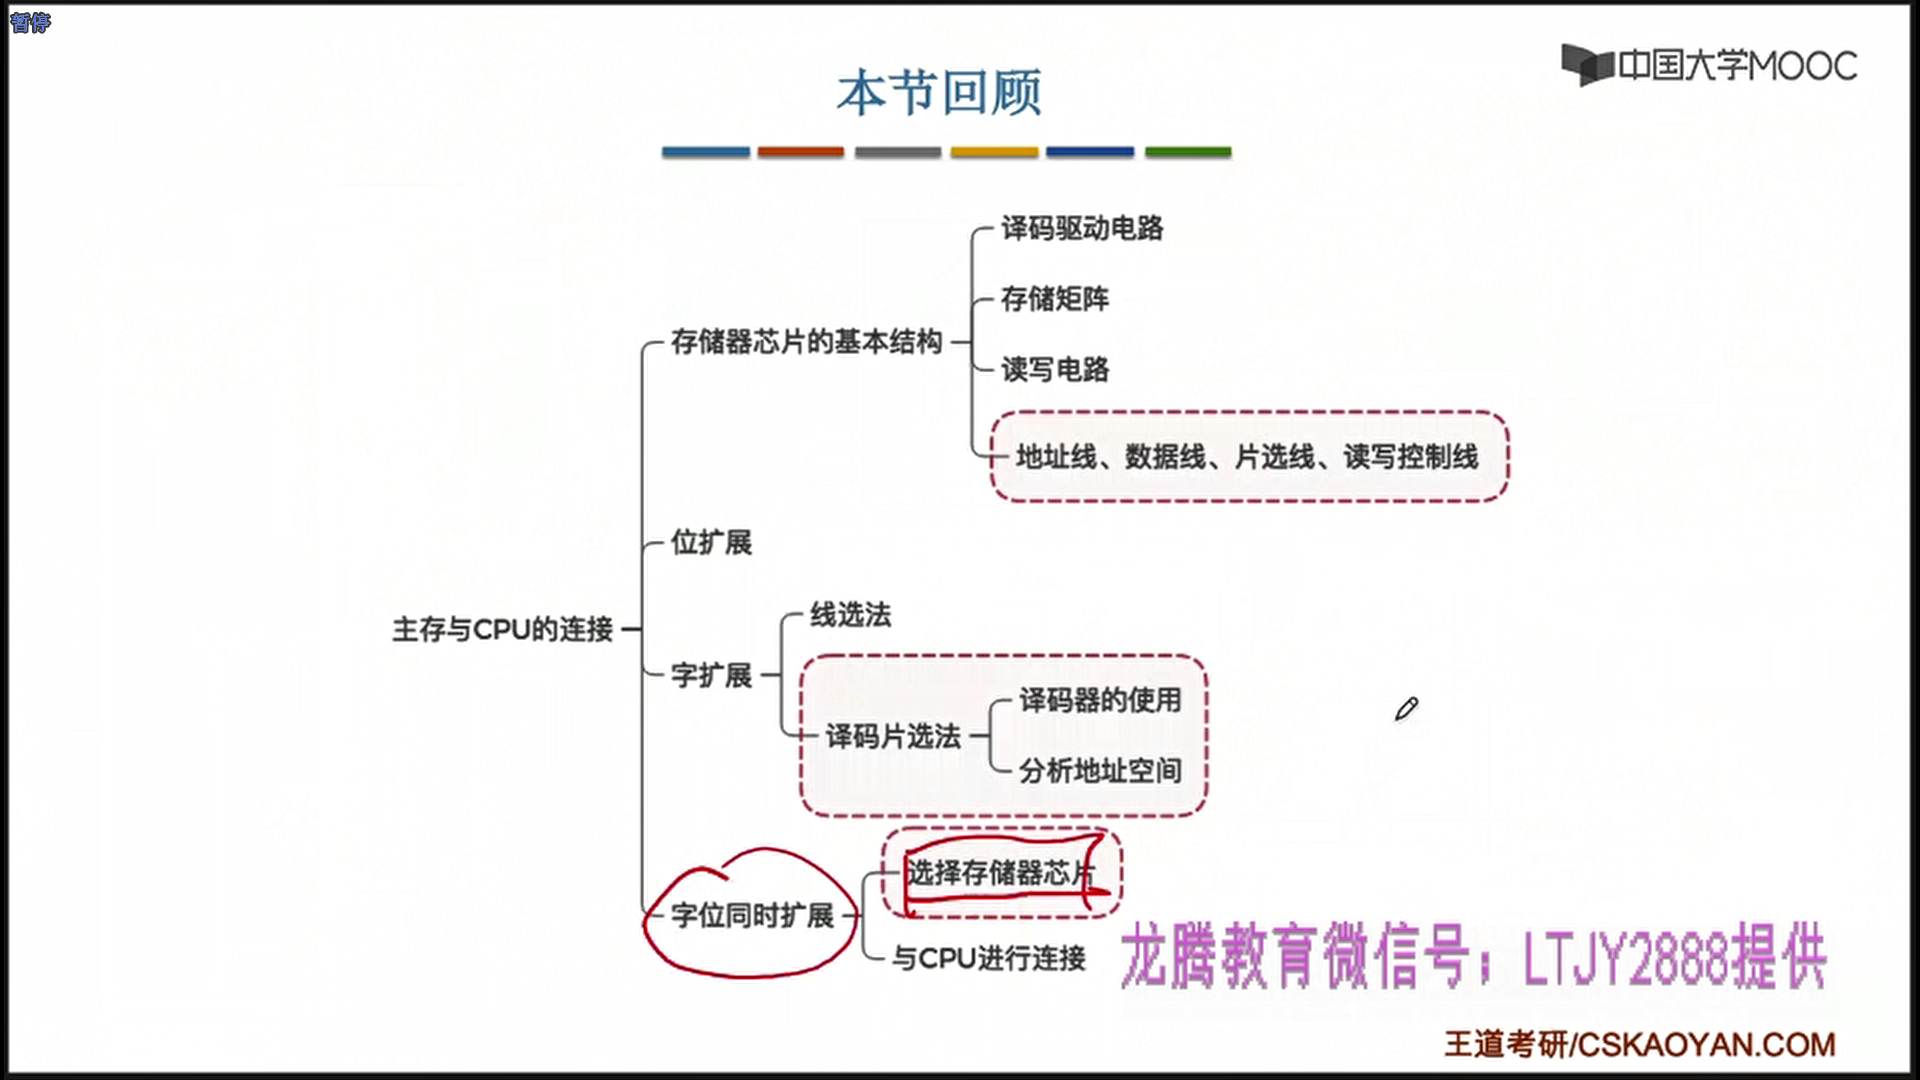 暂停
中国大学MOOC
本节回顾
译码驱动电路
存储矩阵
存储器芯片的基本结构
读写电路
地址线、数据线、片选线、读写控制线
位扩展
线选法
主存与CPU的连接
字扩展
译码器的使用
译码片选法
分析地址空间
选择存储器芯片
字位同时扩展
与CPU进行连接
龙腾教育微信号：LTJY2888提供
王道考研/CSKAOYAN.COM